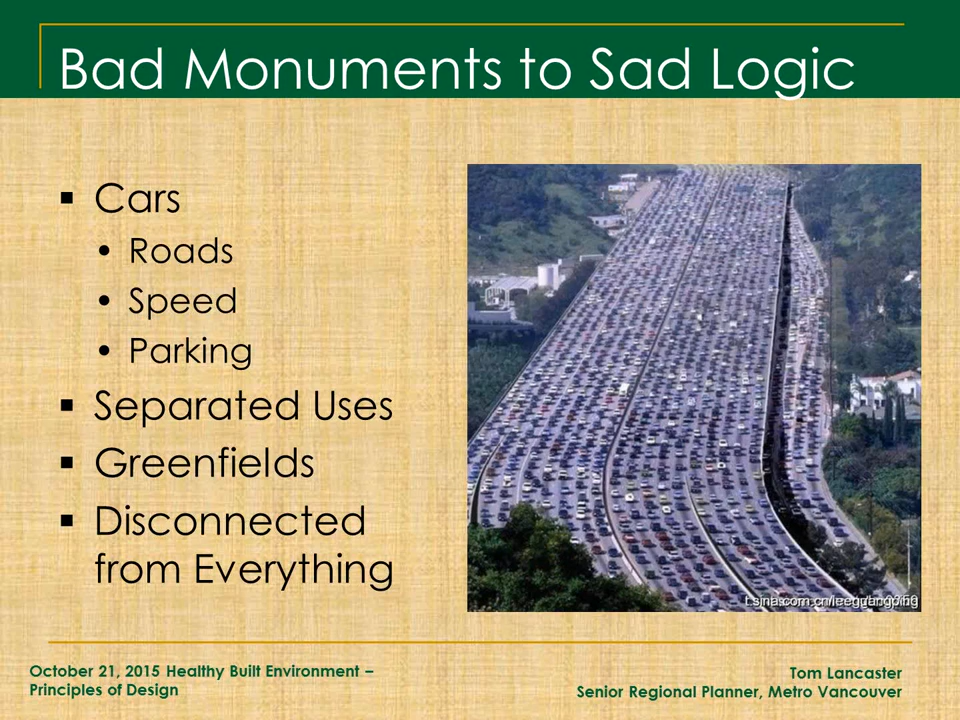 Bad Monuments to Sad Logic
▪ Cars
• Roads
• Speed
• Parking
▪ Separated Uses
▪ Greenfields
▪ Disconnected
from Everything
October 21, 2015 Healthy Built Environment –
Principles of Design
Tom Lancaster
Senior Regional Planner, Metro Vancouver